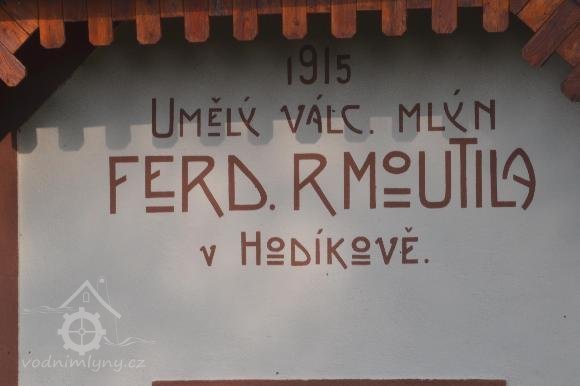 1915
Umělý válc. mlýn
Ferd. Rmoutila
v Hodíkově.
vodnimlyny.cz